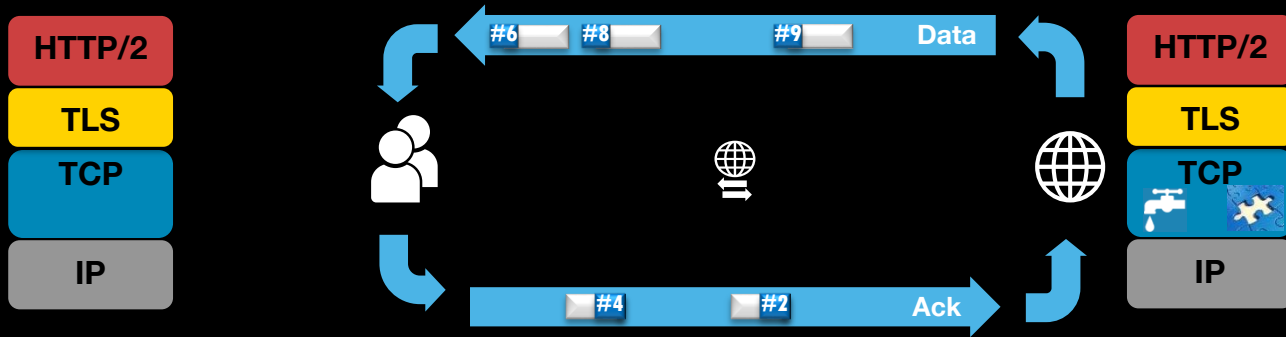 HTTP/2
TLS
TCP
IP
#6
#8
#9
Data
#4
#2
Ack
HTTP/2
TLS
TCP
IP